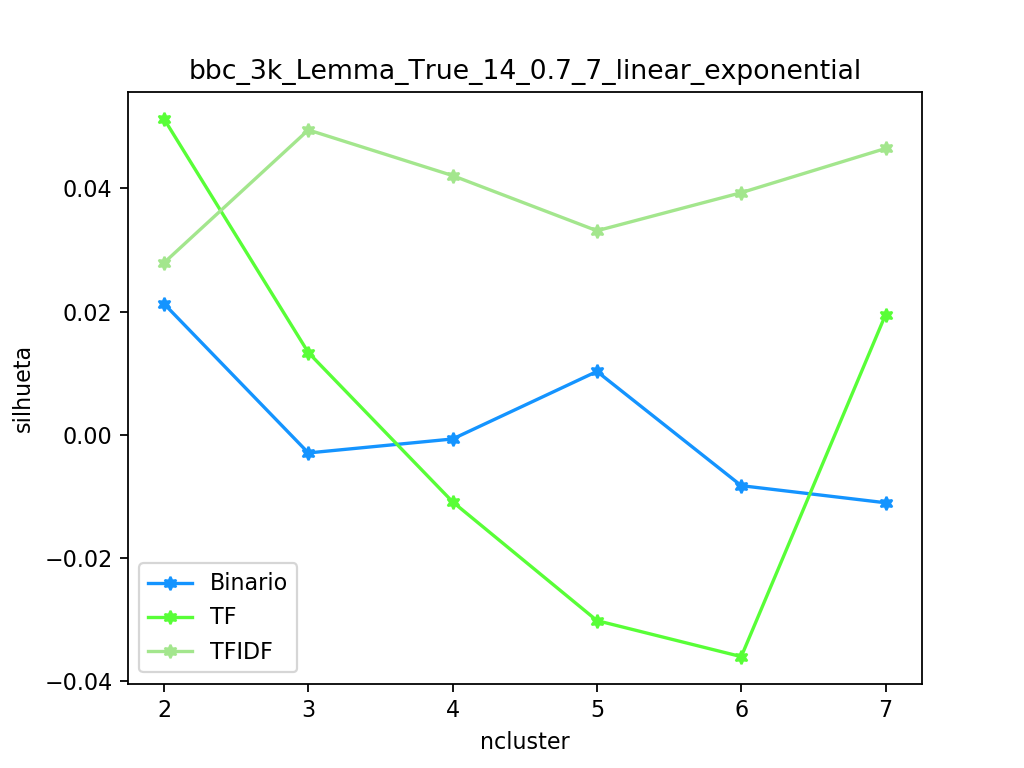 bbc_3k_Lemma_True_14_0.7_7_linear_exponential
silhueta
0.04
0.02
0.00
−0.02
−0.04
Binario
TF
TFIDF
2 3 4 5 6 7
ncluster